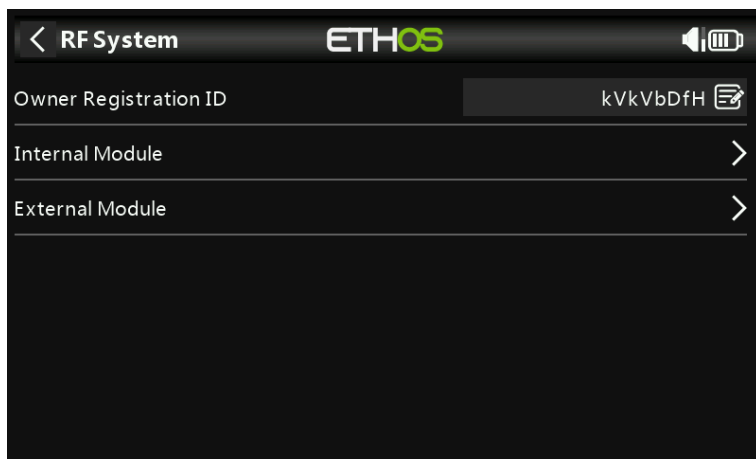 RF System
ETHOS
Owner Registration ID
kVkVbDfH
Internal Module
External Module